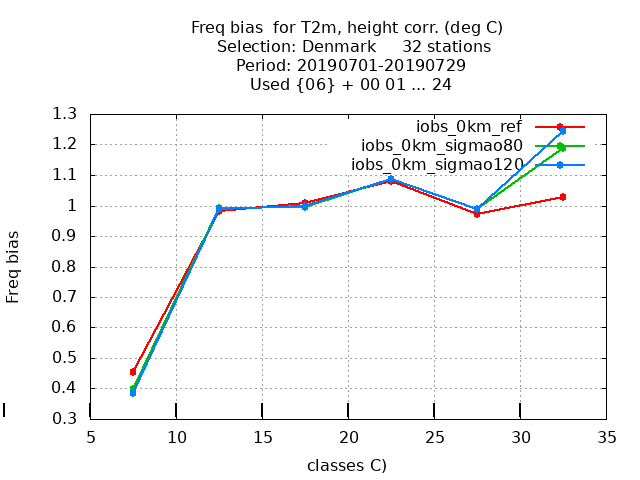 Freq bias  for T2m, height corr. (deg C)
Selection: Denmark     32 stations
Period: 20190701-20190729
Used {06} + 00 01 ... 24
iobs_0km_ref
iobs_0km_sigmao80
iobs_0km_sigmao120
Freq bias
1.3
1.2
1.1
1
0.9
0.8
0.7
0.6
0.5
0.4
0.3
5 10 15 20 25 30 35
classes C)